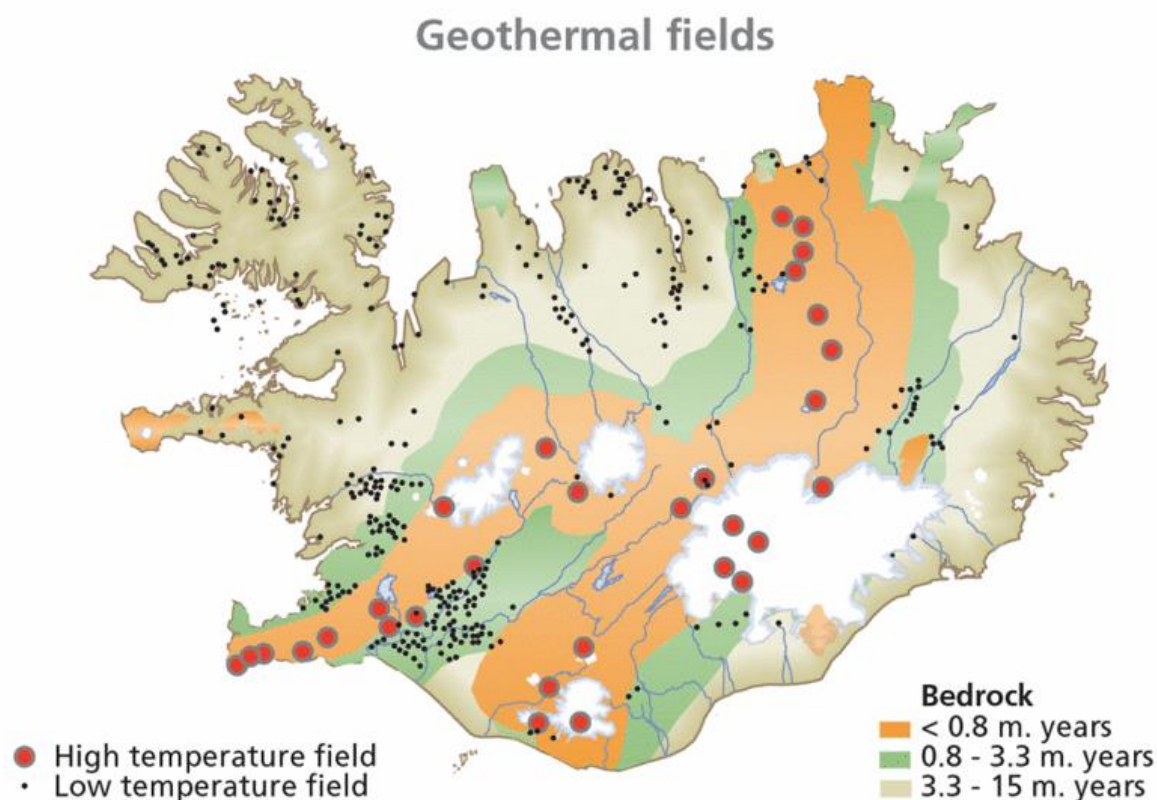 Geothermal fields
Bedrock
< 0.8 m. years
0.8 - 3.3 m. years
3.3 - 15 m. years
High temperature field
Low temperature field